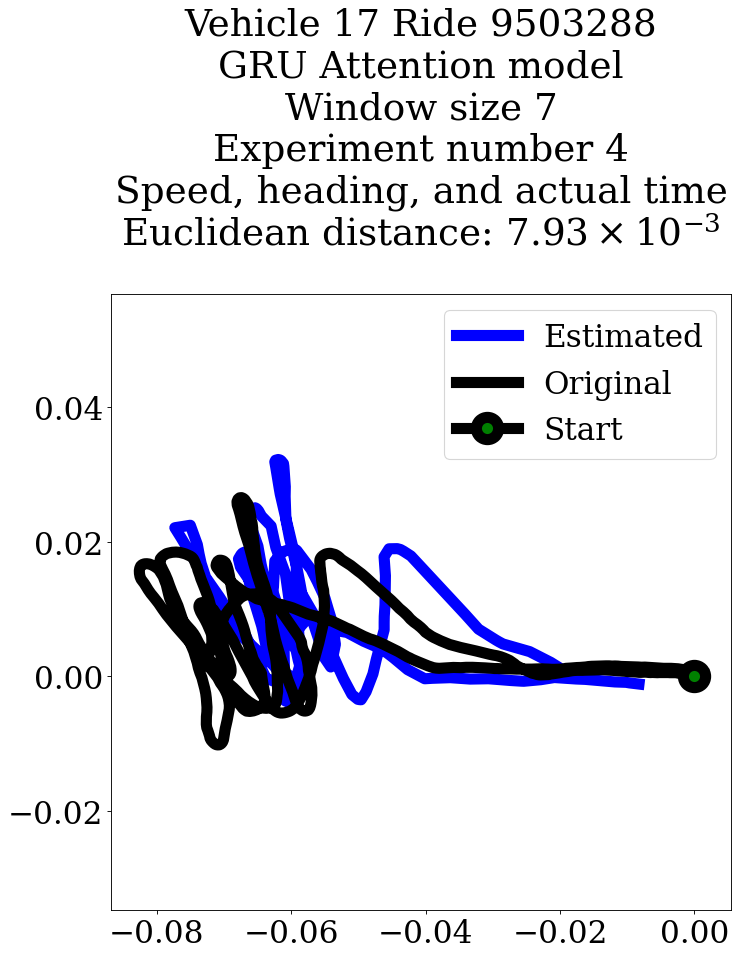 Vehicle 17 Ride 9503288
GRU Attention model
Window size 7
Experiment number 4
Speed, heading, and actual time
Euclidean distance: 7.93 × 10⁻³
Estimated
Original
Start
0.04
0.02
0.00
−0.02
−0.08 −0.06 −0.04 −0.02 0.00